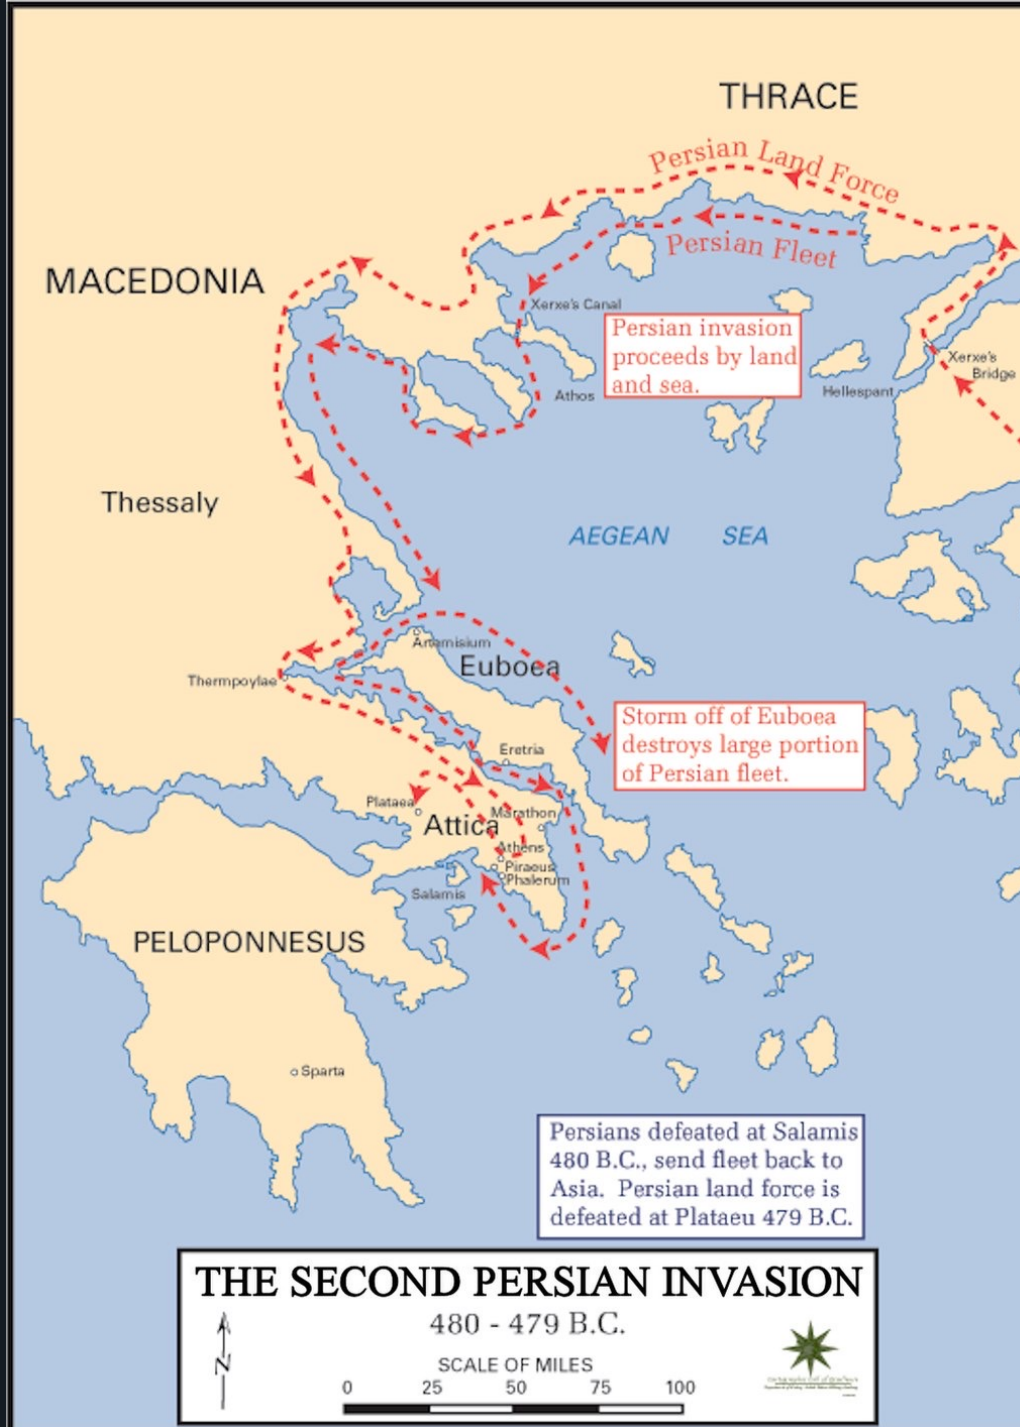 THRACE
Persian Land Force
Persian Fleet
MACEDONIA
Xerxe's Canal
Persian invasion
proceeds by land
and sea.
Xerxe's
Bridge
Athos
Hellespant
Thessaly
AEGEAN SEA
Artemisium
Euboea
Thermpoylae
Storm off of Euboea
destroys large portion
of Persian fleet.
Eretria
Plataea
Marathon
Attica
Athens
Piraeus
Phalerum
Salamis
PELOPONNESUS
Sparta
Persians defeated at Salamis
480 B.C., send fleet back to
Asia. Persian land force is
defeated at Plataeu 479 B.C.
THE SECOND PERSIAN INVASION
480 - 479 B.C.
N
SCALE OF MILES
0 25 50 75 100